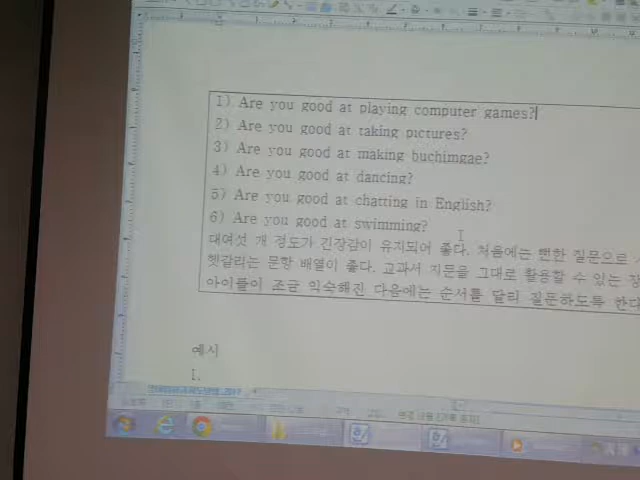 1) Are you good at playing computer games?
2) Are you good at taking pictures?
3) Are you good at making buchimgae?
4) Are you good at dancing?
5) Are you good at chatting in English?
6) Are you good at swimming?
대여섯 개 정도가 긴장감이 유지되어 좋다. 처음에는 뻔한 질문으로
헷갈리는 문항 배열이 좋다. 교과서 지문을 그대로 활용할 수 있는
아이들이 조금 익숙해진 다음에는 순서를 달리 질문하도록 한다
예시
1.